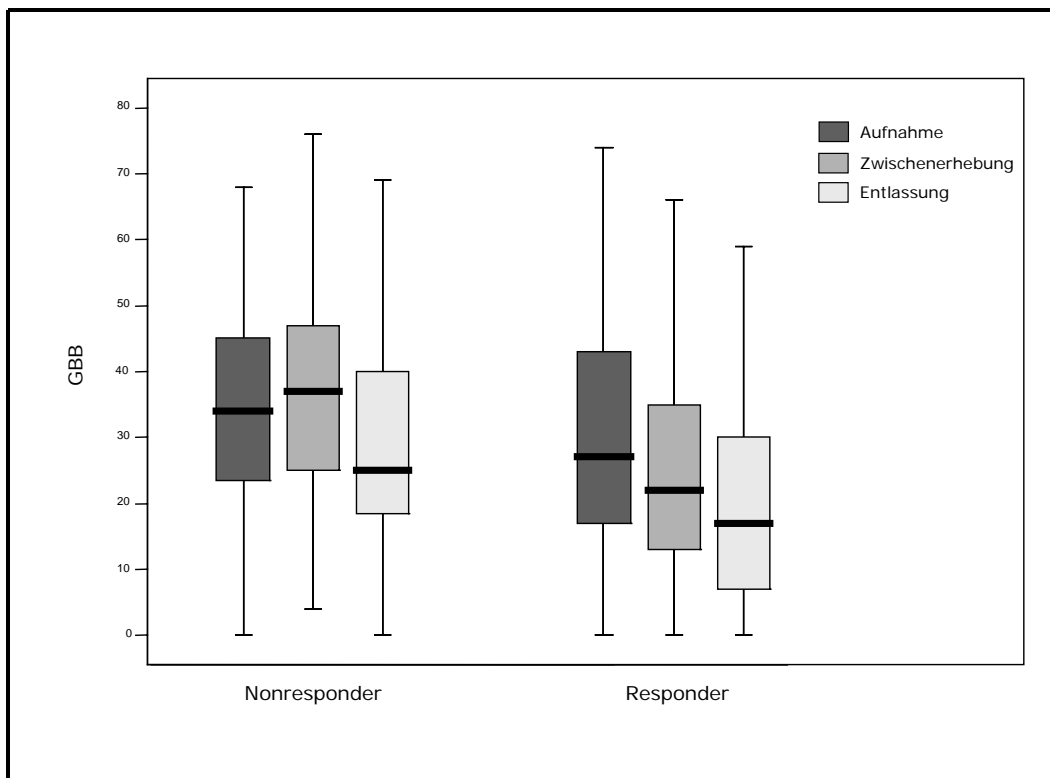 80
70
60
50
40
30
20
10
0
GBB
Aufnahme
Zwischenerhebung
Entlassung
Nonresponder
Responder